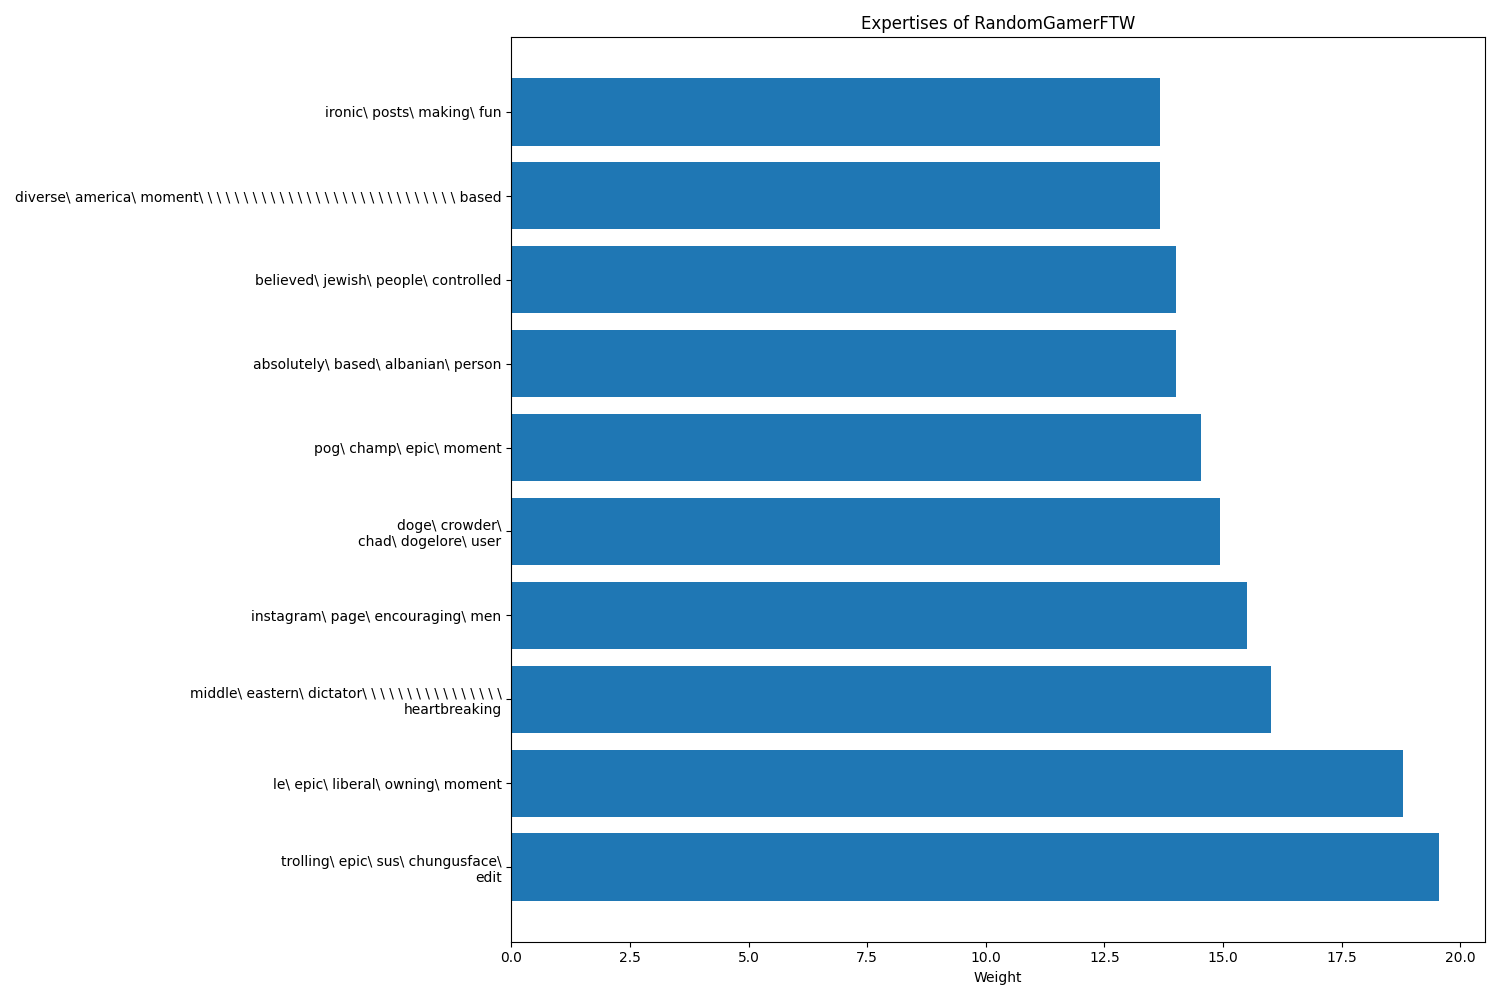 Expertises of RandomGamerFTW
ironic\ posts\ making\ fun
diverse\ america\ moment\ \ \ \ \ \ \ \ \ \ \ \ \ \ \ \ \ \ \ \ \ \ \ \ \ \ \ \ \ based
believed\ jewish\ people\ controlled
absolutely\ based\ albanian\ person
pog\ champ\ epic\ moment
doge\ crowder\
chad\ dogelore\ user
instagram\ page\ encouraging\ men
middle\ eastern\ dictator\ \ \ \ \ \ \ \ \ \ \ \ \ \ \ \
heartbreaking
le\ epic\ liberal\ owning\ moment
trolling\ epic\ sus\ chungusface\
edit
0.0 2.5 5.0 7.5 10.0 12.5 15.0 17.5 20.0
Weight